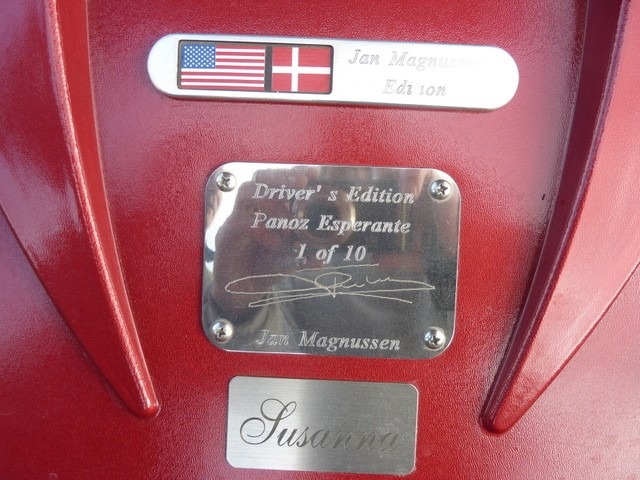 Jan Magnussen
Edition
Driver's Edition
Panoz Esperante
1 of 10
Jan Magnussen
Susanna